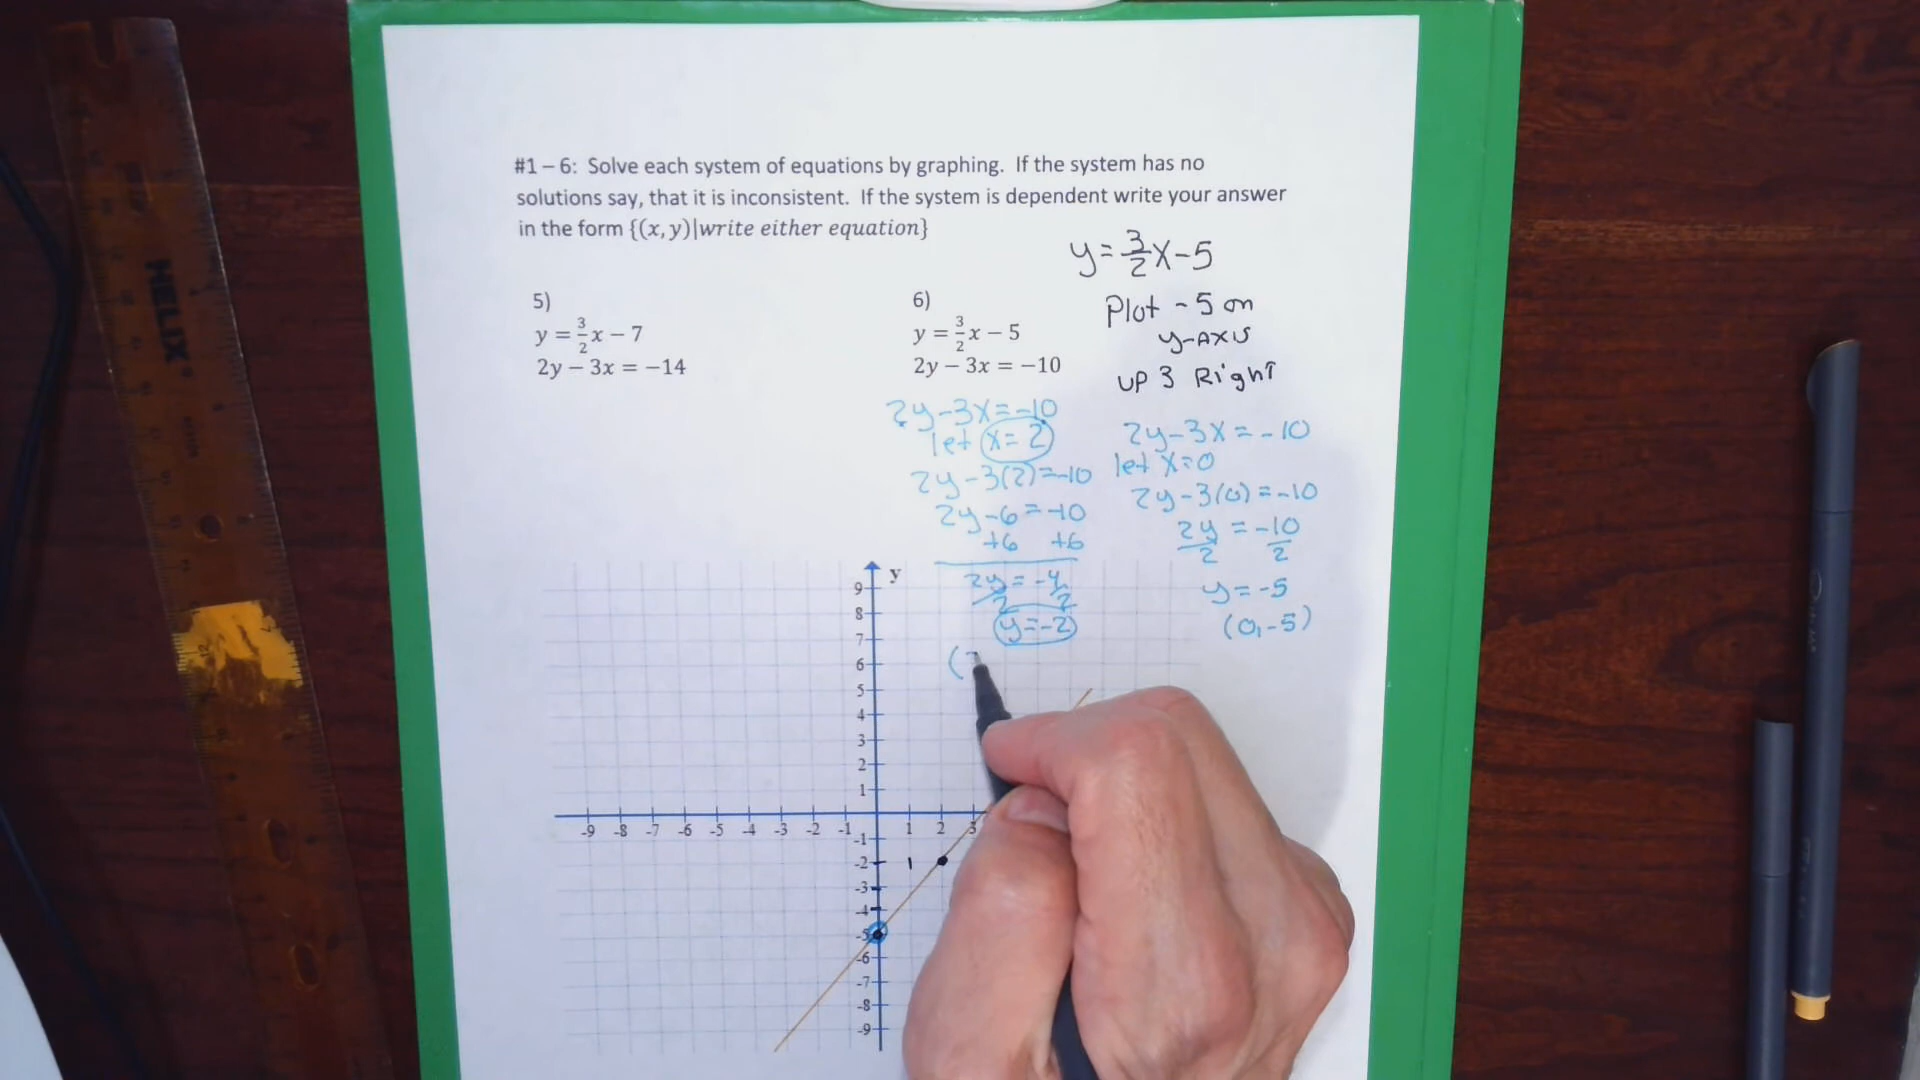 #1 – 6: Solve each system of equations by graphing. If the system has no
solutions say, that it is inconsistent. If the system is dependent write your answer
in the form {(x, y)|write either equation}
5)
y = 3/2 x – 7
2y – 3x = –14
6)
y = 3/2 x – 5
2y – 3x = –10
y = 3/2 x - 5
Plot -5 on
y-AXIS
UP 3 Right
2y-3x=-10
let x=2
2y-3(2)=-10
2y-6=-10
+6 +6
2y=-4
2 2
y=-2
(
2y-3x=-10
let x=0
2y-3(0)=-10
2y = -10
2 2
y=-5
(0,-5)
y
9
8
7
6
5
4
3
2
1
-9 -8 -7 -6 -5 -4 -3 -2 -1 1 2 3
-1
-2 1
-3
-4
-5
-6
-7
-8
-9
HELIX